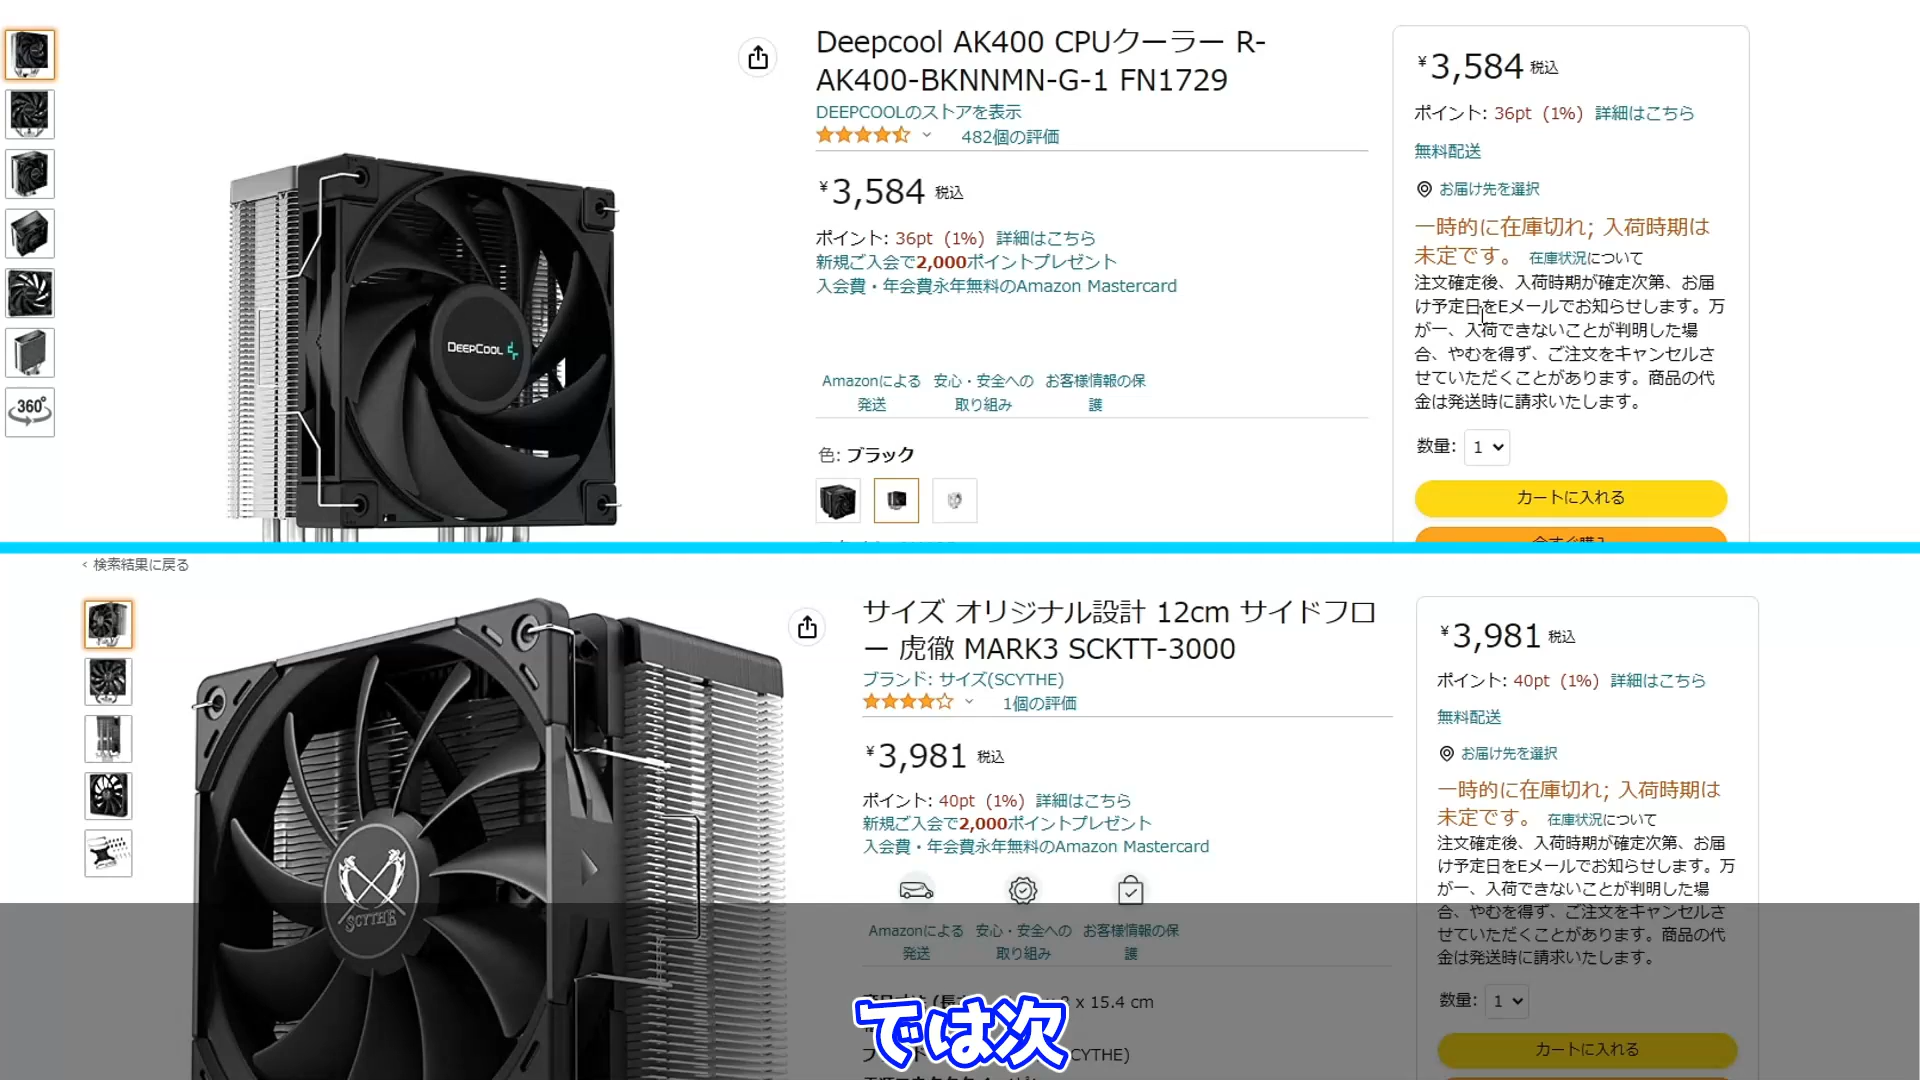 Deepcool AK400 CPUクーラー R-
AK400-BKNNMN-G-1 FN1729
DEEPCOOLのストアを表示
482個の評価
¥3,584 税込
ポイント: 36pt (1%) 詳細はこちら
新規ご入会で2,000ポイントプレゼント
入会費・年会費永年無料のAmazon Mastercard
Amazonによる発送
安心・安全への取り組み
お客様情報の保護
色: ブラック
360°
DEEPCOOL
¥3,584 税込
ポイント: 36pt (1%) 詳細はこちら
無料配送
お届け先を選択
一時的に在庫切れ; 入荷時期は
未定です。 在庫状況について
注文確定後、入荷時期が確定次第、お届
け予定日をEメールでお知らせします。万
が一、入荷できないことが判明した場
合、やむを得ず、ご注文をキャンセルさ
せていただくことがあります。商品の代
金は発送時に請求いたします。
数量: 1
カートに入れる
今すぐ購入
‹ 検索結果に戻る
SCYTHE
サイズ オリジナル設計 12cm サイドフロ
ー 虎徹 MARK3 SCKTT-3000
ブランド: サイズ(SCYTHE)
1個の評価
¥3,981 税込
ポイント: 40pt (1%) 詳細はこちら
新規ご入会で2,000ポイントプレゼント
入会費・年会費永年無料のAmazon Mastercard
Amazonによる発送
安心・安全への取り組み
お客様情報の保護
x 15.4 cm
CYTHE)
¥3,981 税込
ポイント: 40pt (1%) 詳細はこちら
無料配送
お届け先を選択
一時的に在庫切れ; 入荷時期は
未定です。 在庫状況について
注文確定後、入荷時期が確定次第、お届
け予定日をEメールでお知らせします。万
が一、入荷できないことが判明した場
合、やむを得ず、ご注文をキャンセルさ
せていただくことがあります。商品の代
金は発送時に請求いたします。
数量: 1
カートに入れる
では次